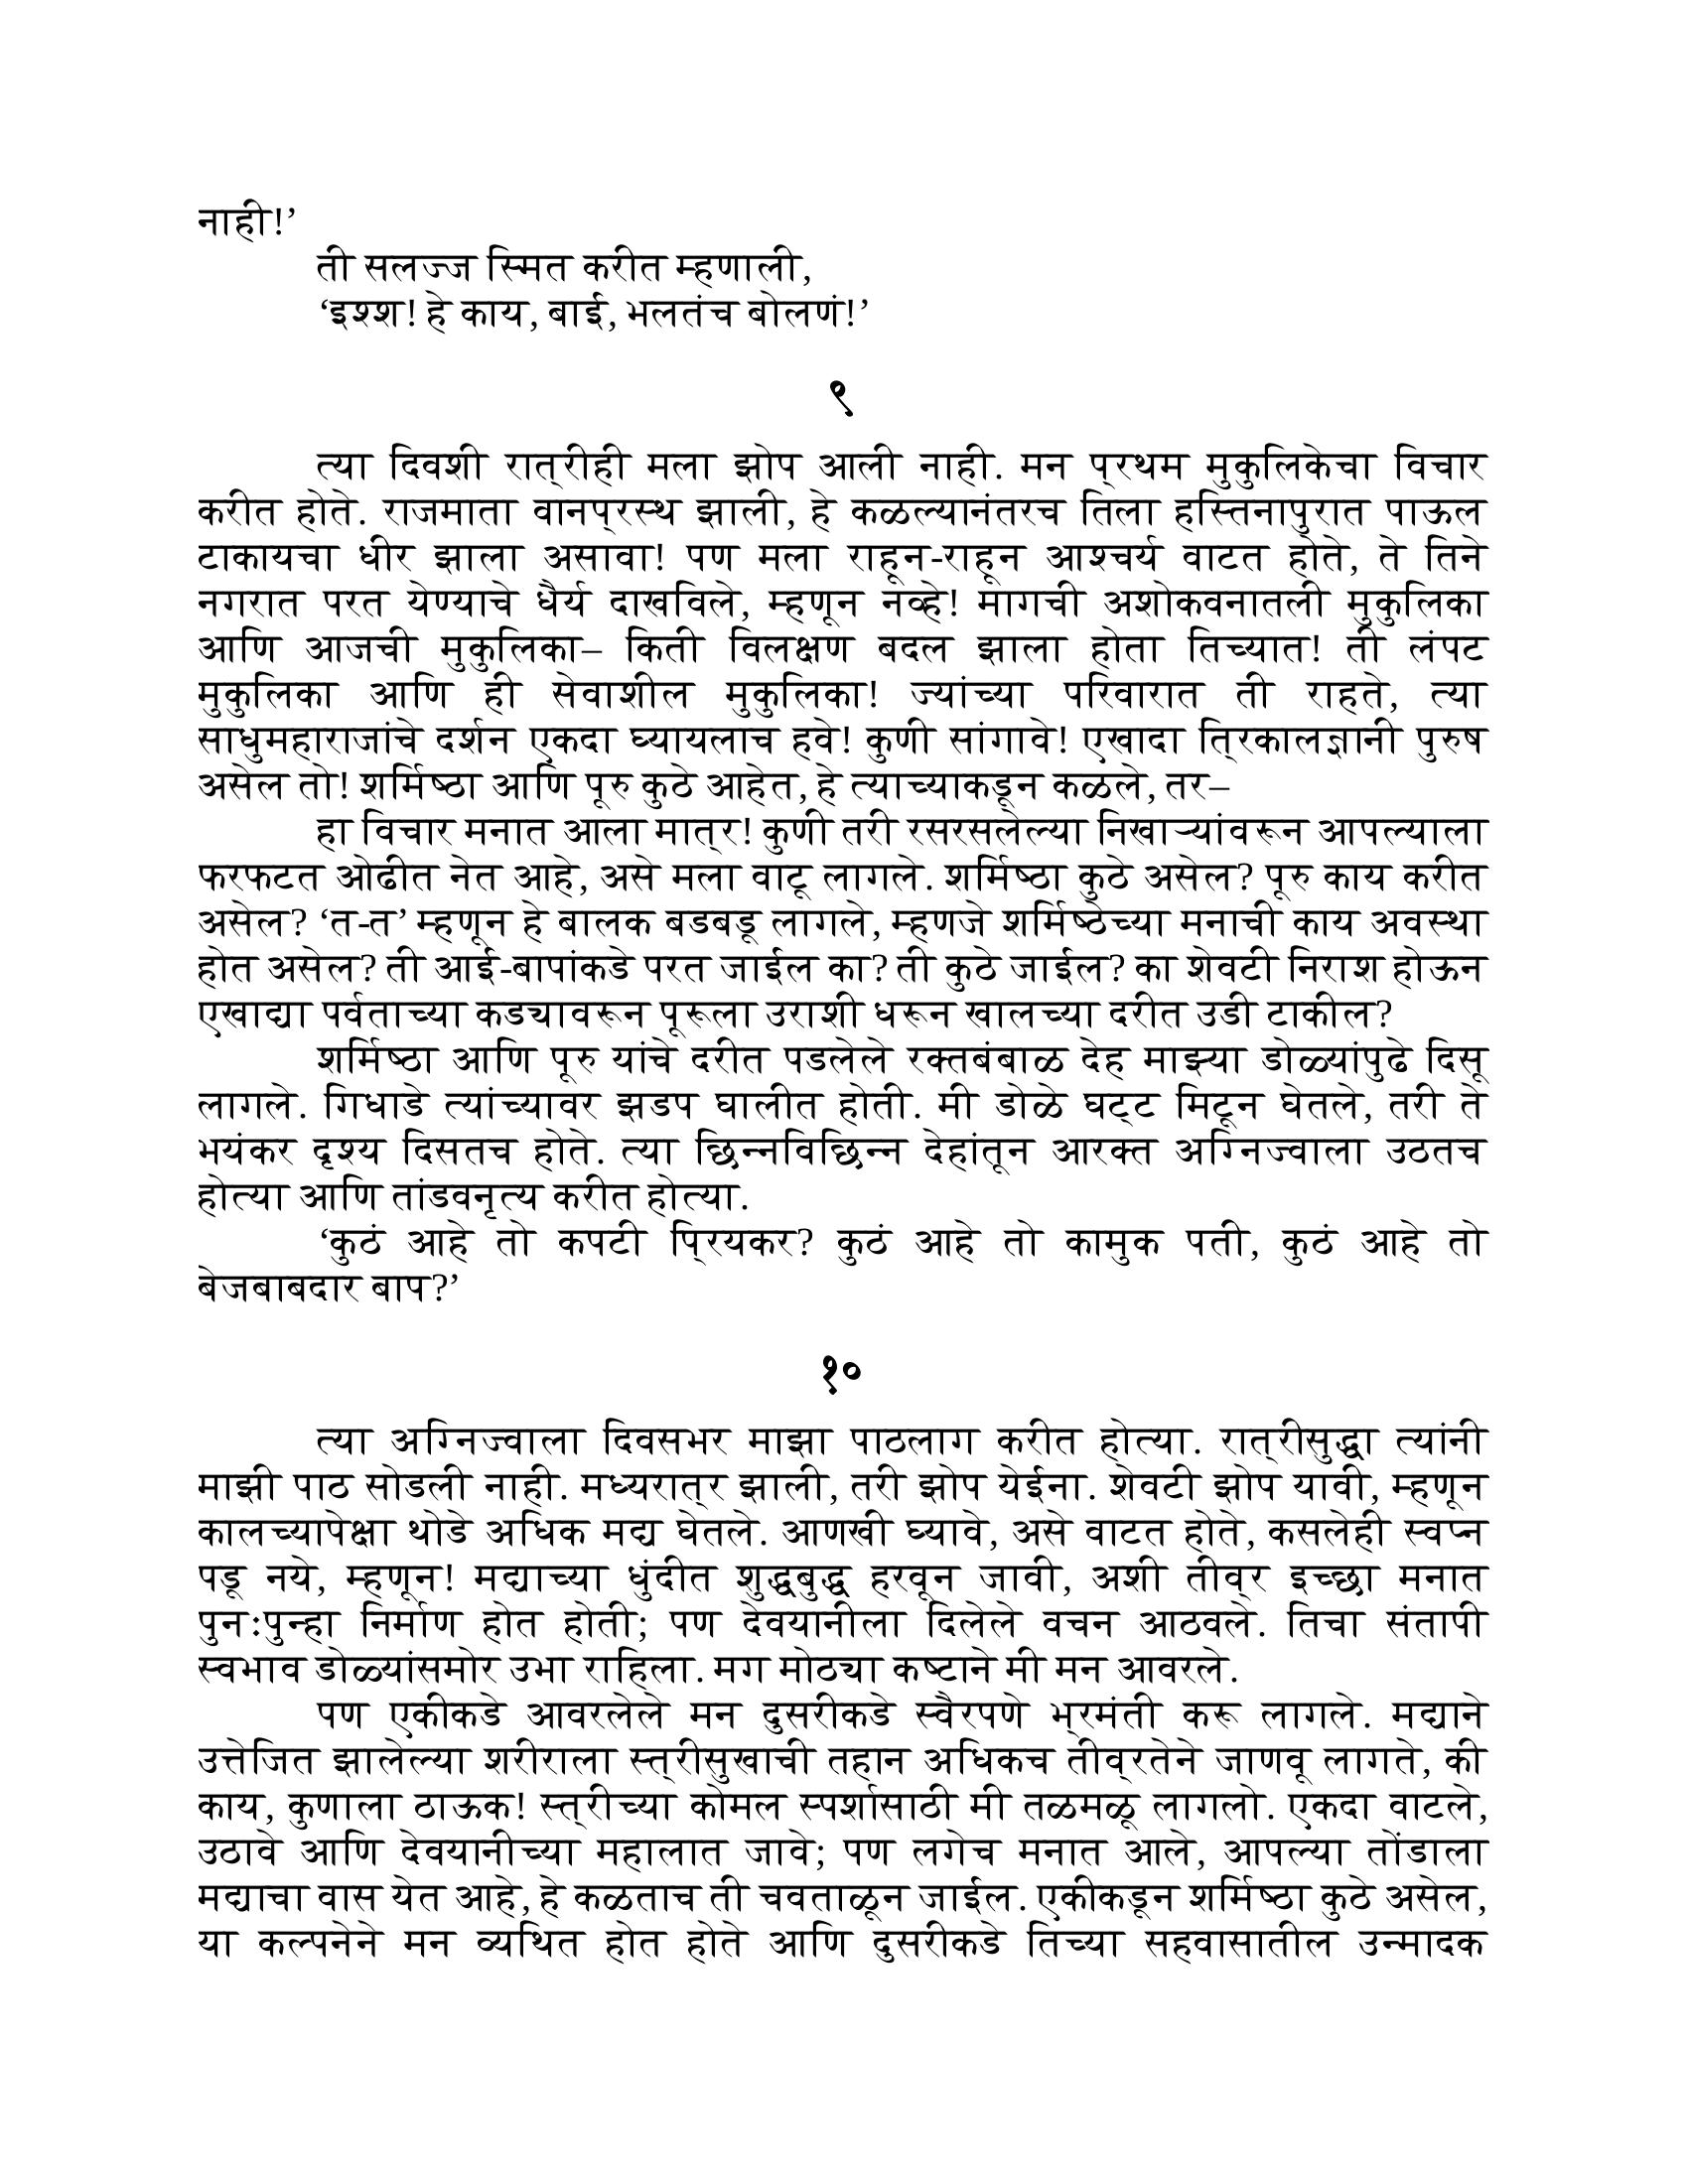 नाही!’
ती सलज्ज स्मित करीत म्हणाली,
‘इश्श! हे काय, बाई, भलतंच बोलणं!’
९
त्या दिवशी रात्रीही मला झोप आली नाही. मन प्रथम मुकुलिकेचा विचार
करीत होते. राजमाता वानप्रस्थ झाली, हे कळल्यानंतरच तिला हस्तिनापुरात पाऊल
टाकायचा धीर झाला असावा! पण मला राहून-राहून आश्चर्य वाटत होते, ते तिने
नगरात परत येण्याचे धैर्य दाखविले, म्हणून नव्हे! मागची अशोकवनातली मुकुलिका
आणि आजची मुकुलिका– किती विलक्षण बदल झाला होता तिच्यात! ती लंपट
मुकुलिका आणि ही सेवाशील मुकुलिका! ज्यांच्या परिवारात ती राहते, त्या
साधुमहाराजांचे दर्शन एकदा घ्यायलाच हवे! कुणी सांगावे! एखादा त्रिकालज्ञानी पुरुष
असेल तो! शर्मिष्ठा आणि पूरु कुठे आहेत, हे त्याच्याकडून कळले, तर–
हा विचार मनात आला मात्र! कुणी तरी रसरसलेल्या निखाऱ्यांवरून आपल्याला
फरफटत ओढीत नेत आहे, असे मला वाटू लागले. शर्मिष्ठा कुठे असेल? पूरु काय करीत
असेल? ‘त-त’ म्हणून हे बालक बडबडू लागले, म्हणजे शर्मिष्ठेच्या मनाची काय अवस्था
होत असेल? ती आई-बापांकडे परत जाईल का? ती कुठे जाईल? का शेवटी निराश होऊन
एखाद्या पर्वताच्या कड्यावरून पूरूला उराशी धरून खालच्या दरीत उडी टाकील?
शर्मिष्ठा आणि पूरु यांचे दरीत पडलेले रक्तबंबाळ देह माझ्या डोळ्यांपुढे दिसू
लागले. गिधाडे त्यांच्यावर झडप घालीत होती. मी डोळे घट्ट मिटून घेतले, तरी ते
भयंकर दृश्य दिसतच होते. त्या छिन्नविछिन्न देहांतून आरक्त अग्निज्वाला उठतच
होत्या आणि तांडवनृत्य करीत होत्या.
‘कुठं आहे तो कपटी प्रियकर? कुठं आहे तो कामुक पती, कुठं आहे तो
बेजबाबदार बाप?’
१०
त्या अग्निज्वाला दिवसभर माझा पाठलाग करीत होत्या. रात्रीसुद्धा त्यांनी
माझी पाठ सोडली नाही. मध्यरात्र झाली, तरी झोप येईना. शेवटी झोप यावी, म्हणून
कालच्यापेक्षा थोडे अधिक मद्य घेतले. आणखी घ्यावे, असे वाटत होते, कसलेही स्वप्न
पडू नये, म्हणून! मद्याच्या धुंदीत शुद्धबुद्ध हरवून जावी, अशी तीव्र इच्छा मनात
पुनःपुन्हा निर्माण होत होती; पण देवयानीला दिलेले वचन आठवले. तिचा संतापी
स्वभाव डोळ्यांसमोर उभा राहिला. मग मोठ्या कष्टाने मी मन आवरले.
पण एकीकडे आवरलेले मन दुसरीकडे स्वैरपणे भ्रमंती करू लागले. मद्याने
उत्तेजित झालेल्या शरीराला स्त्रीसुखाची तहान अधिकच तीव्रतेने जाणवू लागते, की
काय, कुणाला ठाऊक! स्त्रीच्या कोमल स्पर्शासाठी मी तळमळू लागलो. एकदा वाटले,
उठावे आणि देवयानीच्या महालात जावे; पण लगेच मनात आले, आपल्या तोंडाला
मद्याचा वास येत आहे, हे कळताच ती चवताळून जाईल. एकीकडून शर्मिष्ठा कुठे असेल,
या कल्पनेने मन व्यथित होत होते आणि दुसरीकडे तिच्या सहवासातील उन्मादक